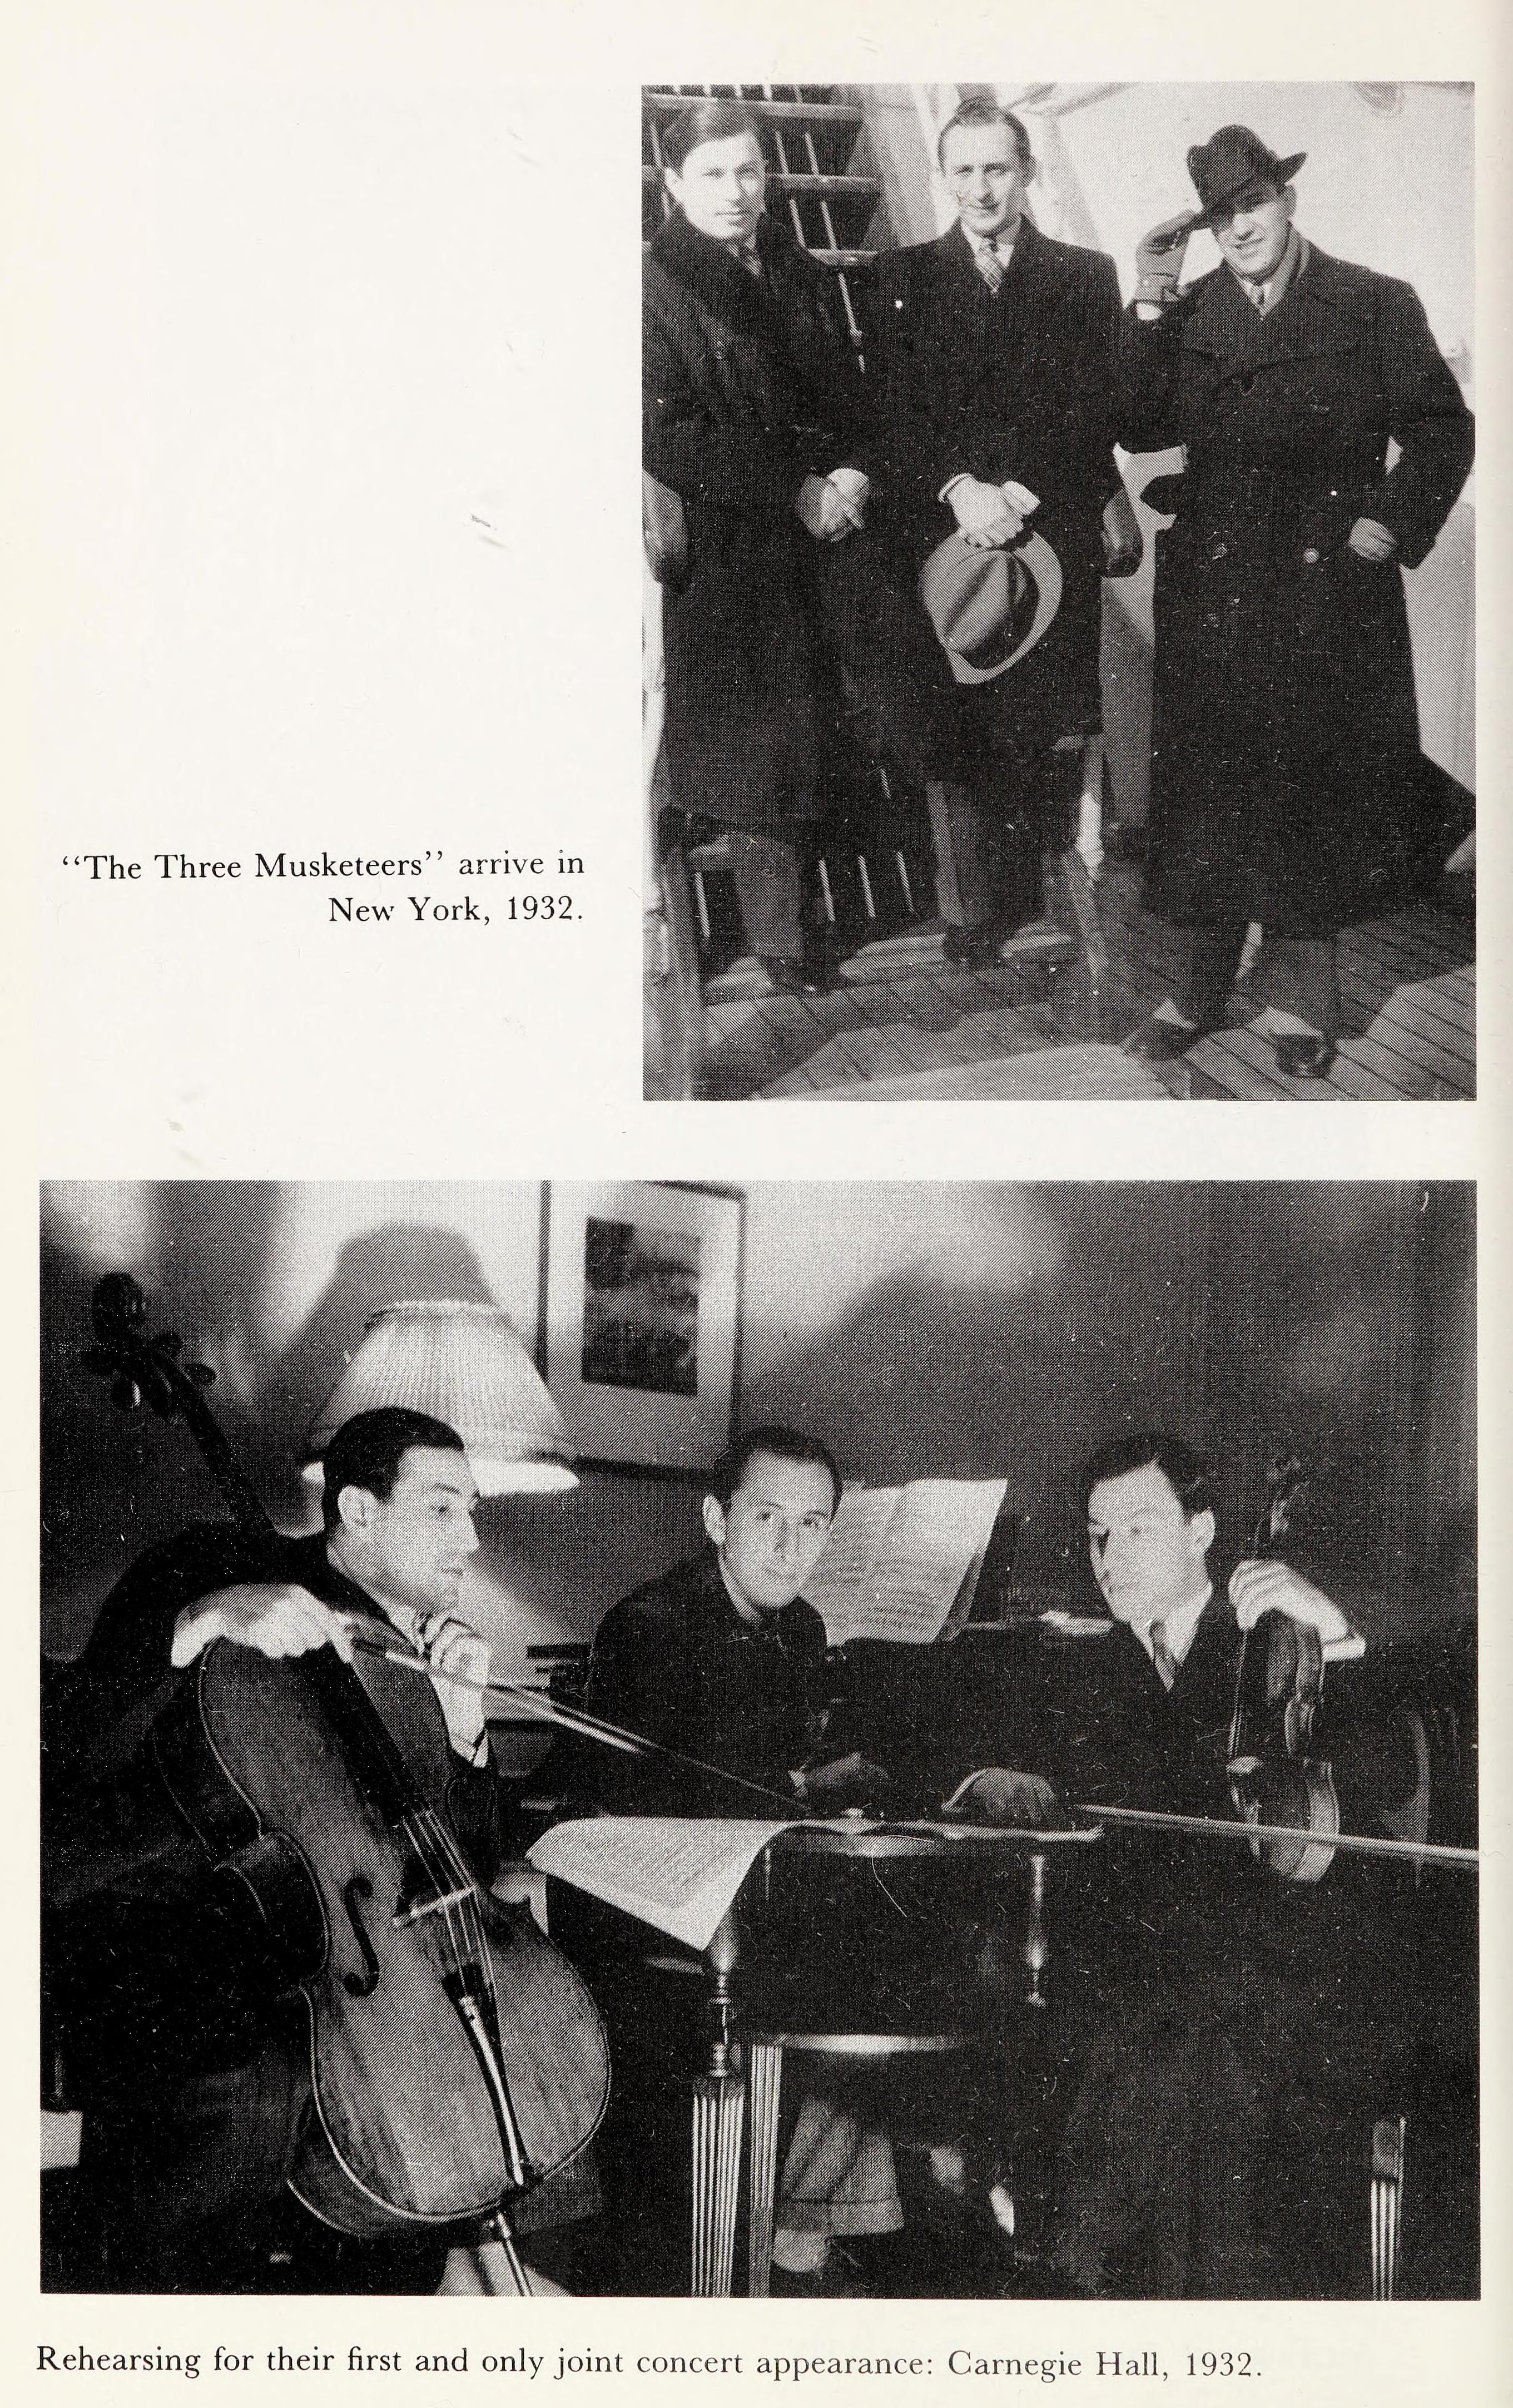 “The Three Musketeers” arrive in
New York, 1932.
Rehearsing for their first and only joint concert appearance: Carnegie Hall, 1932.